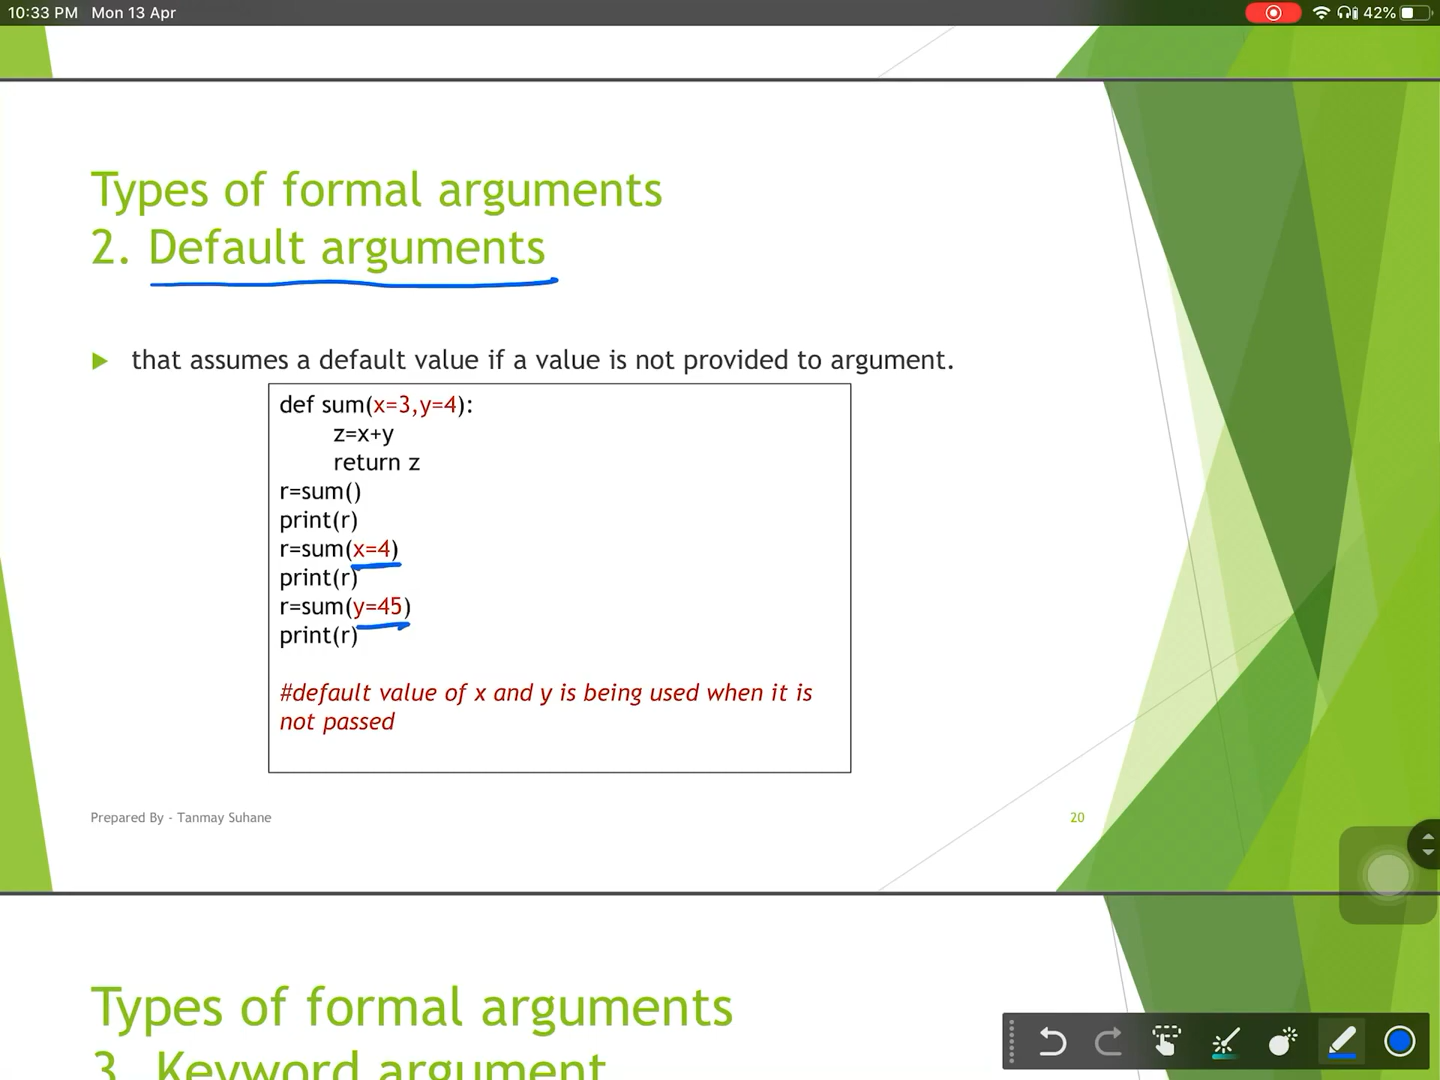 10:33 PM Mon 13 Apr 42%
Types of formal arguments
2. Default arguments
that assumes a default value if a value is not provided to argument.
def sum(x=3,y=4):
z=x+y
return z
r=sum()
print(r)
r=sum(x=4)
print(r)
r=sum(y=45)
print(r)
#default value of x and y is being used when it is
not passed
Prepared By - Tanmay Suhane 20
Types of formal arguments
3. Keyword argument